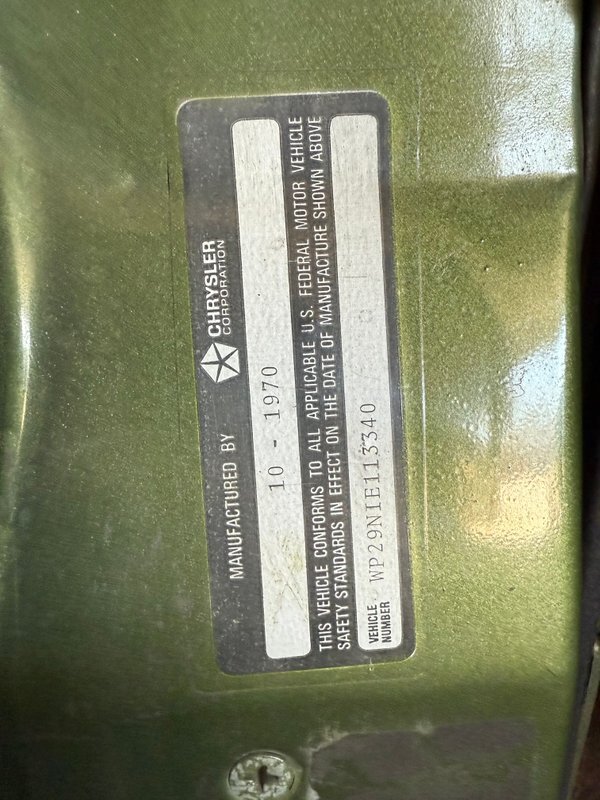 MANUFACTURED BY CHRYSLER CORPORATION
10 - 1970
THIS VEHICLE CONFORMS TO ALL APPLICABLE U.S. FEDERAL MOTOR VEHICLE
SAFETY STANDARDS IN EFFECT ON THE DATE OF MANUFACTURE SHOWN ABOVE
VEHICLE NUMBER WP29N1E113340